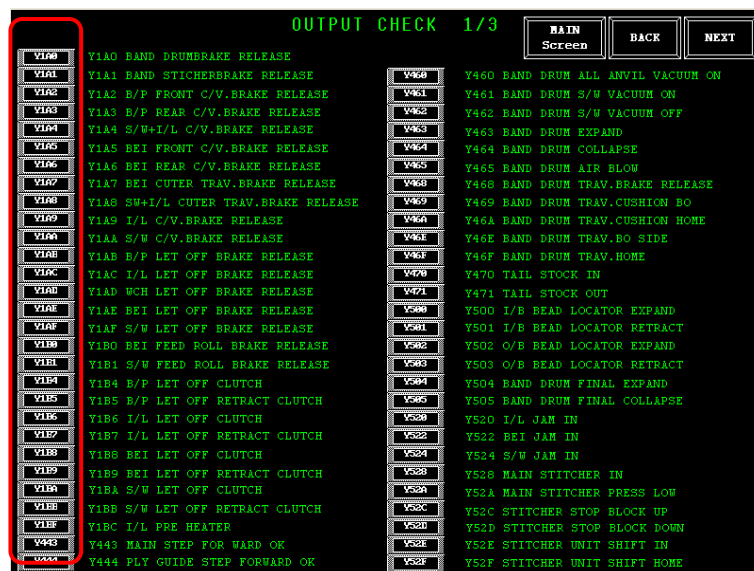 OUTPUT CHECK 1/3
MAIN Screen
BACK
NEXT
Y1A0 Y1A0 BAND DRUMBRAKE RELEASE
Y1A1 Y1A1 BAND STICHERBRAKE RELEASE
Y1A2 Y1A2 B/P FRONT C/V.BRAKE RELEASE
Y1A3 Y1A3 B/P REAR C/V.BRAKE RELEASE
Y1A4 Y1A4 S/W+I/L C/V.BRAKE RELEASE
Y1A5 Y1A5 BEI FRONT C/V.BRAKE RELEASE
Y1A6 Y1A6 BEI REAR C/V.BRAKE RELEASE
Y1A7 Y1A7 BEI CUTER TRAV.BRAKE RELEASE
Y1A8 Y1A8 SW+I/L CUTER TRAV.BRAKE RELEASE
Y1A9 Y1A9 I/L C/V.BRAKE RELEASE
Y1AA Y1AA S/W C/V.BRAKE RELEASE
Y1AB Y1AB B/P LET OFF BRAKE RELEASE
Y1AC Y1AC I/L LET OFF BRAKE RELEASE
Y1AD Y1AD WCH LET OFF BRAKE RELEASE
Y1AE Y1AE BEI LET OFF BRAKE RELEASE
Y1AF Y1AF S/W LET OFF BRAKE RELEASE
Y1B0 Y1B0 BEI FEED ROLL BRAKE RELEASE
Y1B1 Y1B1 S/W FEED ROLL BRAKE RELEASE
Y1B4 Y1B4 B/P LET OFF CLUTCH
Y1B5 Y1B5 B/P LET OFF RETRACT CLUTCH
Y1B6 Y1B6 I/L LET OFF CLUTCH
Y1B7 Y1B7 I/L LET OFF RETRACT CLUTCH
Y1B8 Y1B8 BEI LET OFF CLUTCH
Y1B9 Y1B9 BEI LET OFF RETRACT CLUTCH
Y1BA Y1BA S/W LET OFF CLUTCH
Y1BB Y1BB S/W LET OFF RETRACT CLUTCH
Y1BF Y1BC I/L PRE HEATER
Y443 Y443 MAIN STEP FOR WARD OK
Y444 Y444 PLY GUIDE STEP FORWARD OK
Y460 Y460 BAND DRUM ALL ANVIL VACUUM ON
Y461 Y461 BAND DRUM S/W VACUUM ON
Y462 Y462 BAND DRUM S/W VACUUM OFF
Y463 Y463 BAND DRUM EXPAND
Y464 Y464 BAND DRUM COLLAPSE
Y465 Y465 BAND DRUM AIR BLOW
Y468 Y468 BAND DRUM TRAV.BRAKE RELEASE
Y469 Y469 BAND DRUM TRAV.CUSHION BO
Y46A Y46A BAND DRUM TRAV.CUSHION HOME
Y46E Y46E BAND DRUM TRAV.BO SIDE
Y46F Y46F BAND DRUM TRAV.HOME
Y470 Y470 TAIL STOCK IN
Y471 Y471 TAIL STOCK OUT
Y500 Y500 I/B BEAD LOCATOR EXPAND
Y501 Y501 I/B BEAD LOCATOR RETRACT
Y502 Y502 O/B BEAD LOCATOR EXPAND
Y503 Y503 O/B BEAD LOCATOR RETRACT
Y504 Y504 BAND DRUM FINAL EXPAND
Y505 Y505 BAND DRUM FINAL COLLAPSE
Y520 Y520 I/L JAM IN
Y522 Y522 BEI JAM IN
Y524 Y524 S/W JAM IN
Y528 Y528 MAIN STITCHER IN
Y52A Y52A MAIN STITCHER PRESS LOW
Y52C Y52C STITCHER STOP BLOCK UP
Y52D Y52D STITCHER STOP BLOCK DOWN
Y52E Y52E STITCHER UNIT SHIFT IN
Y52F Y52F STITCHER UNIT SHIFT HOME